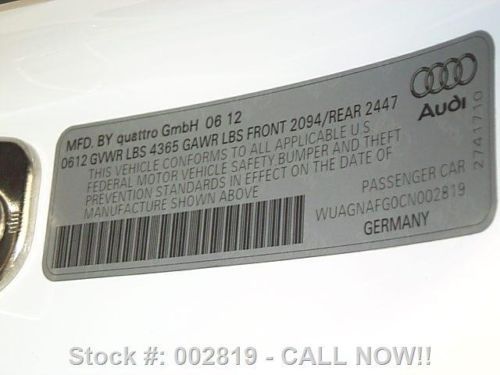 MFD. BY quattro GmbH 06 12
0612 GVWR LBS 4365 GAWR LBS FRONT 2094/REAR 2447
THIS VEHICLE CONFORMS TO ALL APPLICABLE U.S.
FEDERAL MOTOR VEHICLE SAFETY BUMPER AND THEFT
PREVENTION STANDARDS IN EFFECT ON THE DATE OF
MANUFACTURE SHOWN ABOVE
Audi
27A1710
PASSENGER CAR
WUAGNAFG0CN002819
GERMANY
Stock #: 002819 - CALL NOW!!